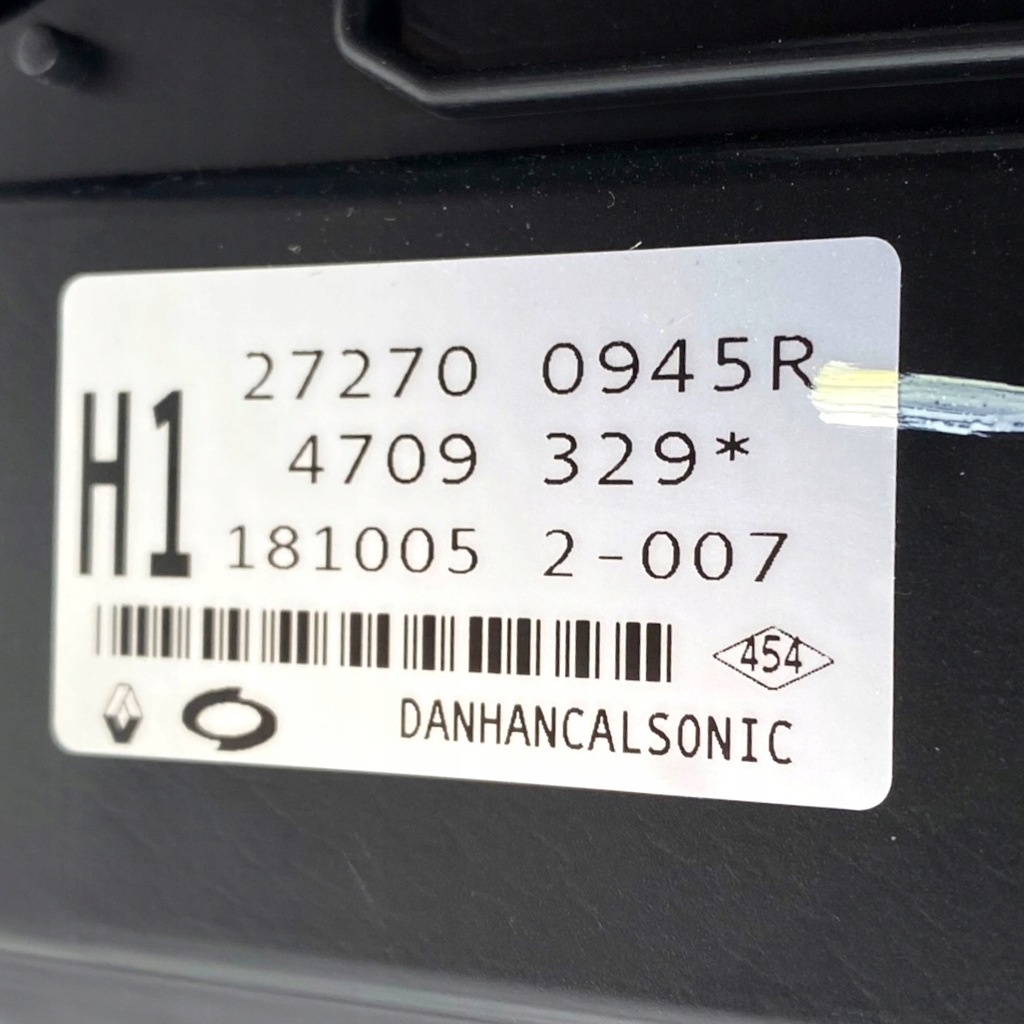 H1
27270 0945R
4709 329*
181005 2-007
454
DANHANCALSONIC